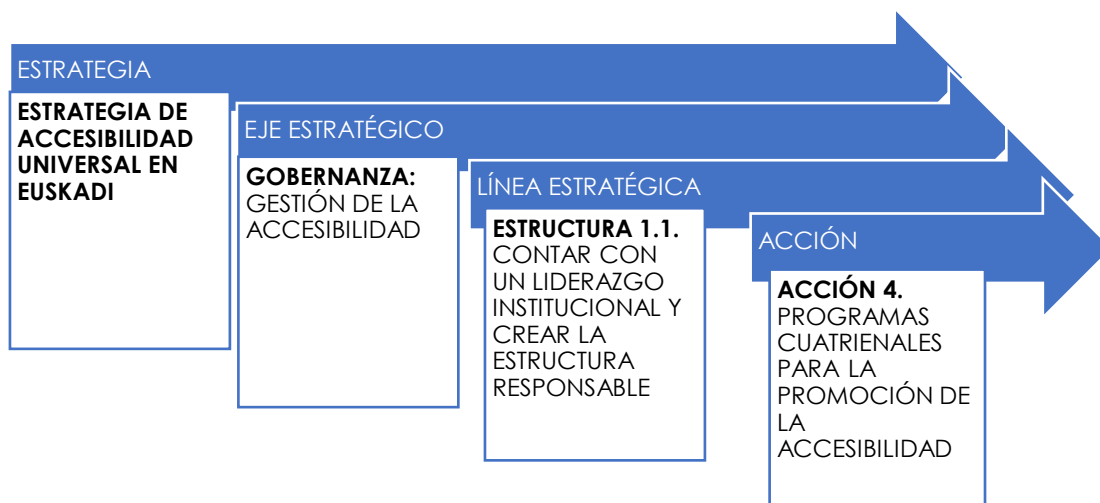 ESTRATEGIA
ESTRATEGIA DE
ACCESIBILIDAD
UNIVERSAL EN
EUSKADI
EJE ESTRATÉGICO
GOBERNANZA:
GESTIÓN DE LA
ACCESIBILIDAD
LÍNEA ESTRATÉGICA
ESTRUCTURA 1.1.
CONTAR CON
UN LIDERAZGO
INSTITUCIONAL Y
CREAR LA
ESTRUCTURA
RESPONSABLE
ACCIÓN
ACCIÓN 4.
PROGRAMAS
CUATRIENALES
PARA LA
PROMOCIÓN DE
LA
ACCESIBILIDAD